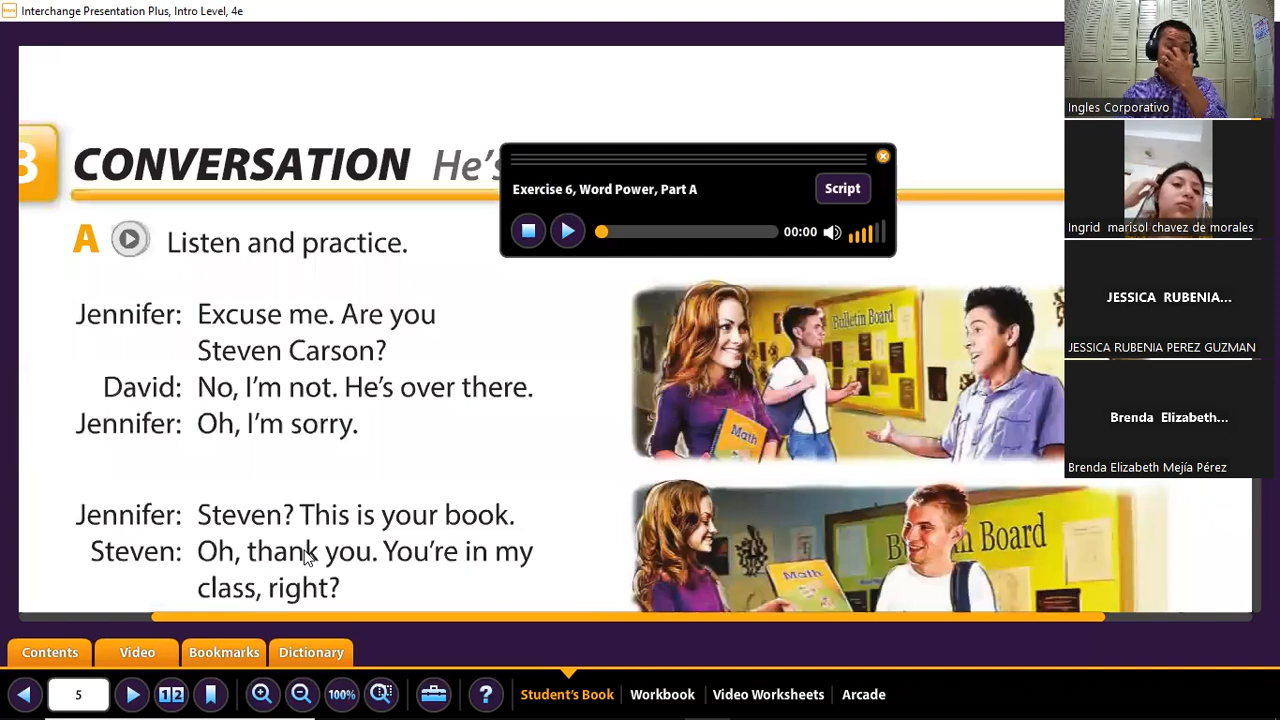 Interchange Presentation Plus, Intro Level, 4e
3 CONVERSATION He's
Exercise 6, Word Power, Part A
Script
00:00
A Listen and practice.
Jennifer: Excuse me. Are you
Steven Carson?
David: No, I'm not. He's over there.
Jennifer: Oh, I'm sorry.
Bulletin Board
Math
Jennifer: Steven? This is your book.
Steven: Oh, thank you. You're in my
class, right?
Board
Math
Ingles Corporativo
Ingrid marisol chavez de morales
JESSICA RUBENIA...
JESSICA RUBENIA PEREZ GUZMAN
Brenda Elizabeth...
Brenda Elizabeth Mejía Pérez
Contents
Video
Bookmarks
Dictionary
5
12
100%
?
Student's Book
Workbook
Video Worksheets
Arcade